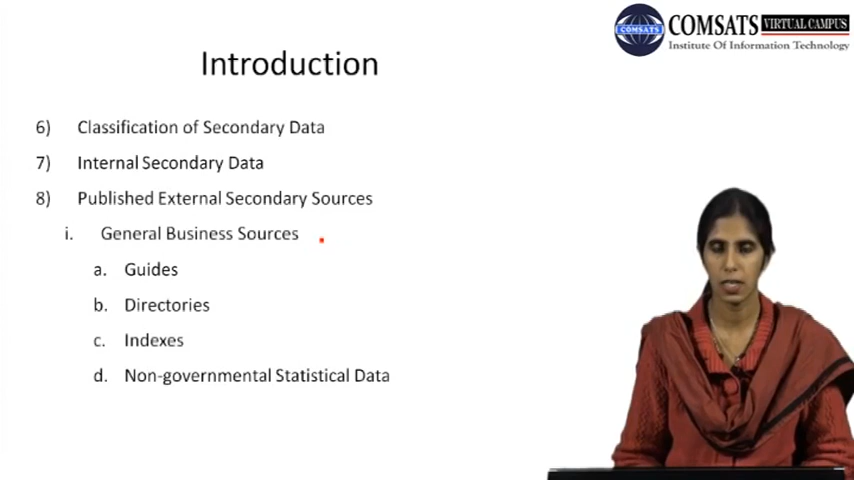 COMSATS VIRTUAL CAMPUS
COMSATS
Institute Of Information Technology
Introduction
6) Classification of Secondary Data
7) Internal Secondary Data
8) Published External Secondary Sources
i. General Business Sources
a. Guides
b. Directories
c. Indexes
d. Non-governmental Statistical Data